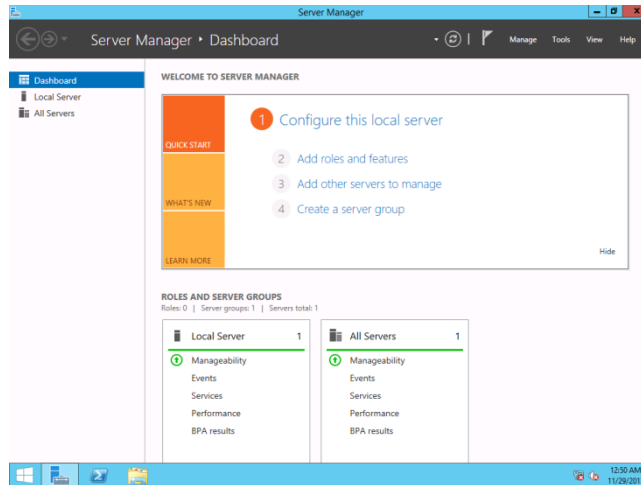 Server Manager
Server Manager • Dashboard
Manage Tools View Help
Dashboard
Local Server
All Servers
WELCOME TO SERVER MANAGER
QUICK START
WHAT'S NEW
LEARN MORE
1 Configure this local server
2 Add roles and features
3 Add other servers to manage
4 Create a server group
Hide
ROLES AND SERVER GROUPS
Roles: 0 | Server groups: 1 | Servers total: 1
Local Server 1
Manageability
Events
Services
Performance
BPA results
All Servers 1
Manageability
Events
Services
Performance
BPA results
12:50 AM
11/29/201